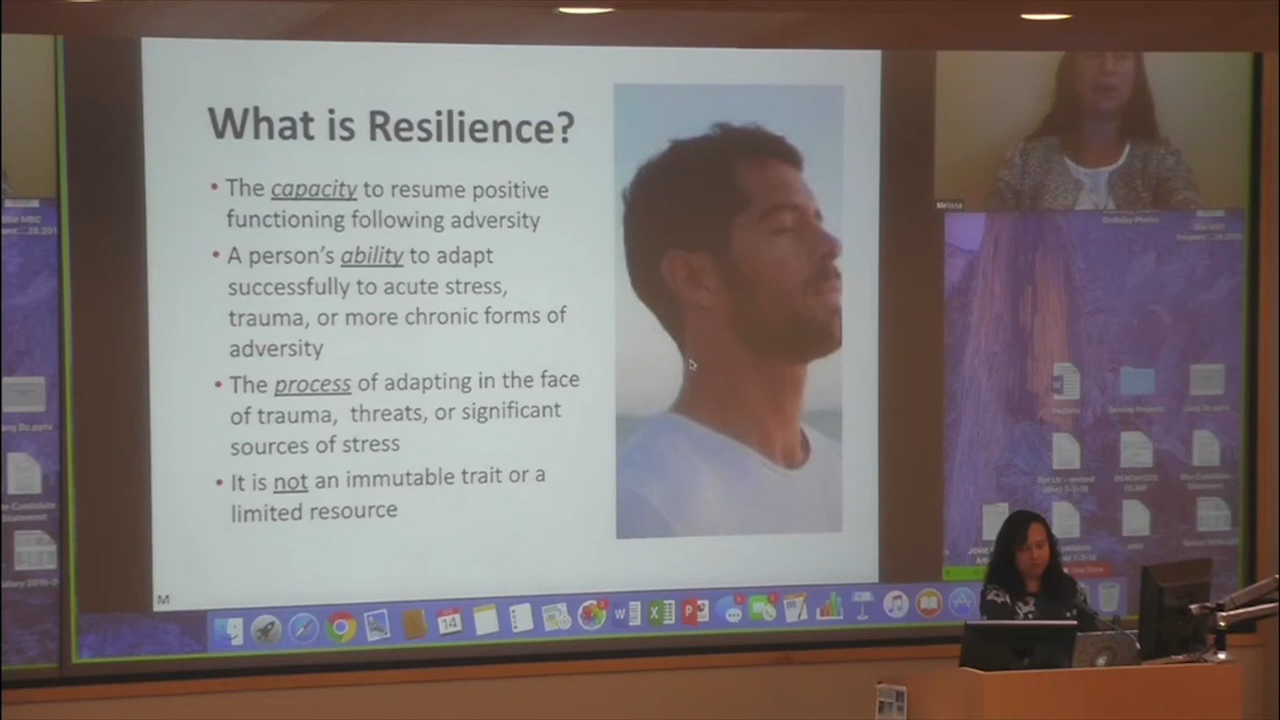 What is Resilience?
• The capacity to resume positive
functioning following adversity
• A person's ability to adapt
successfully to acute stress,
trauma, or more chronic forms of
adversity
• The process of adapting in the face
of trauma, threats, or significant
sources of stress
• It is not an immutable trait or a
limited resource
M
Melissa
14